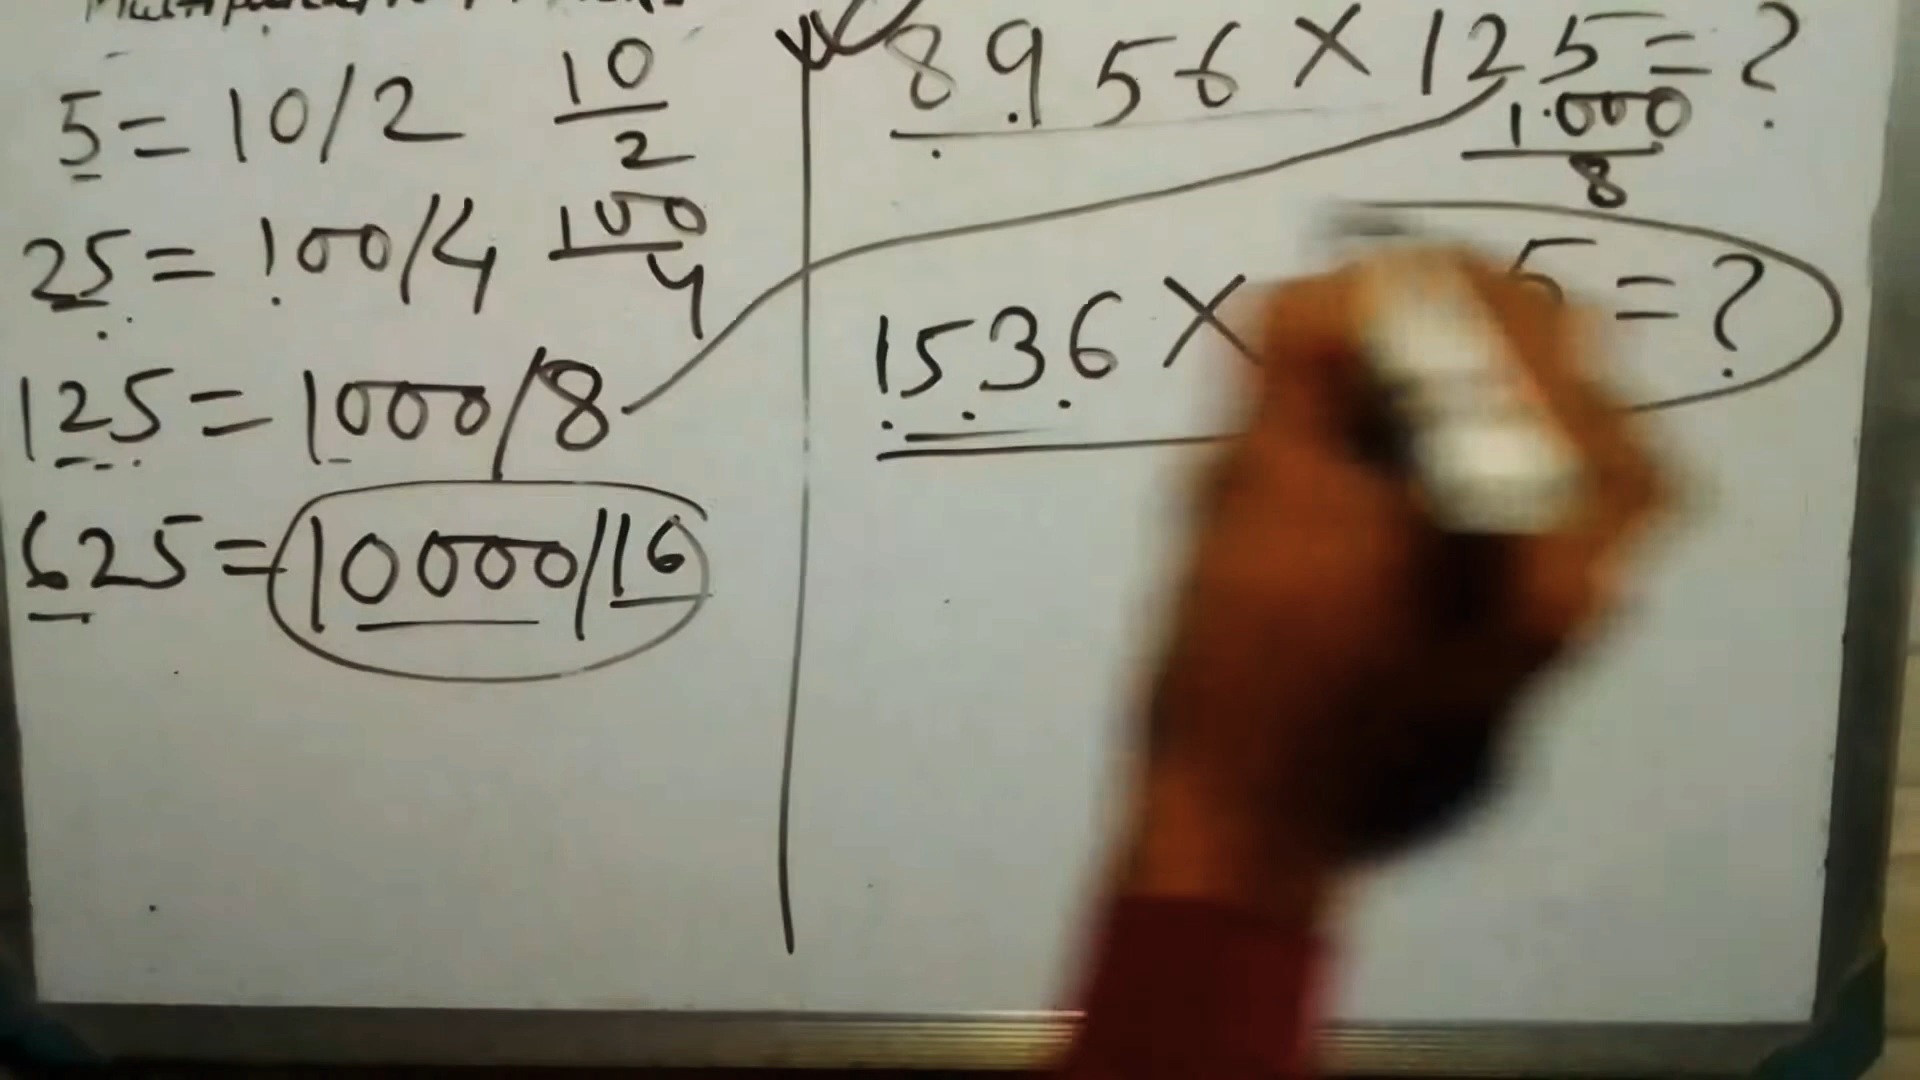 5 = 10/2 10/2
25 = 100/4 100/4
125 = 1000/8
625 = 10000/16
8956 × 125 = ?
1000/8
1536 × 5 = ?